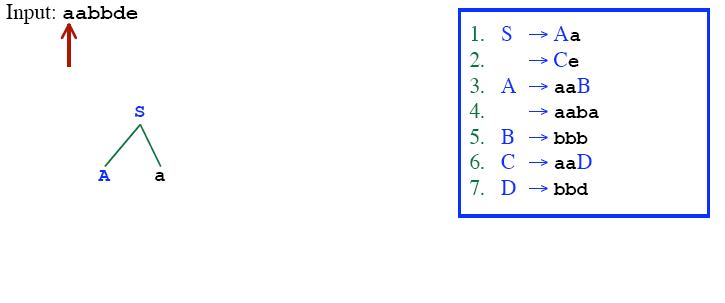 Input: aabbde
S
A a
1. S → Aa
2. → Ce
3. A → aaB
4. → aaba
5. B → bbb
6. C → aaD
7. D → bbd